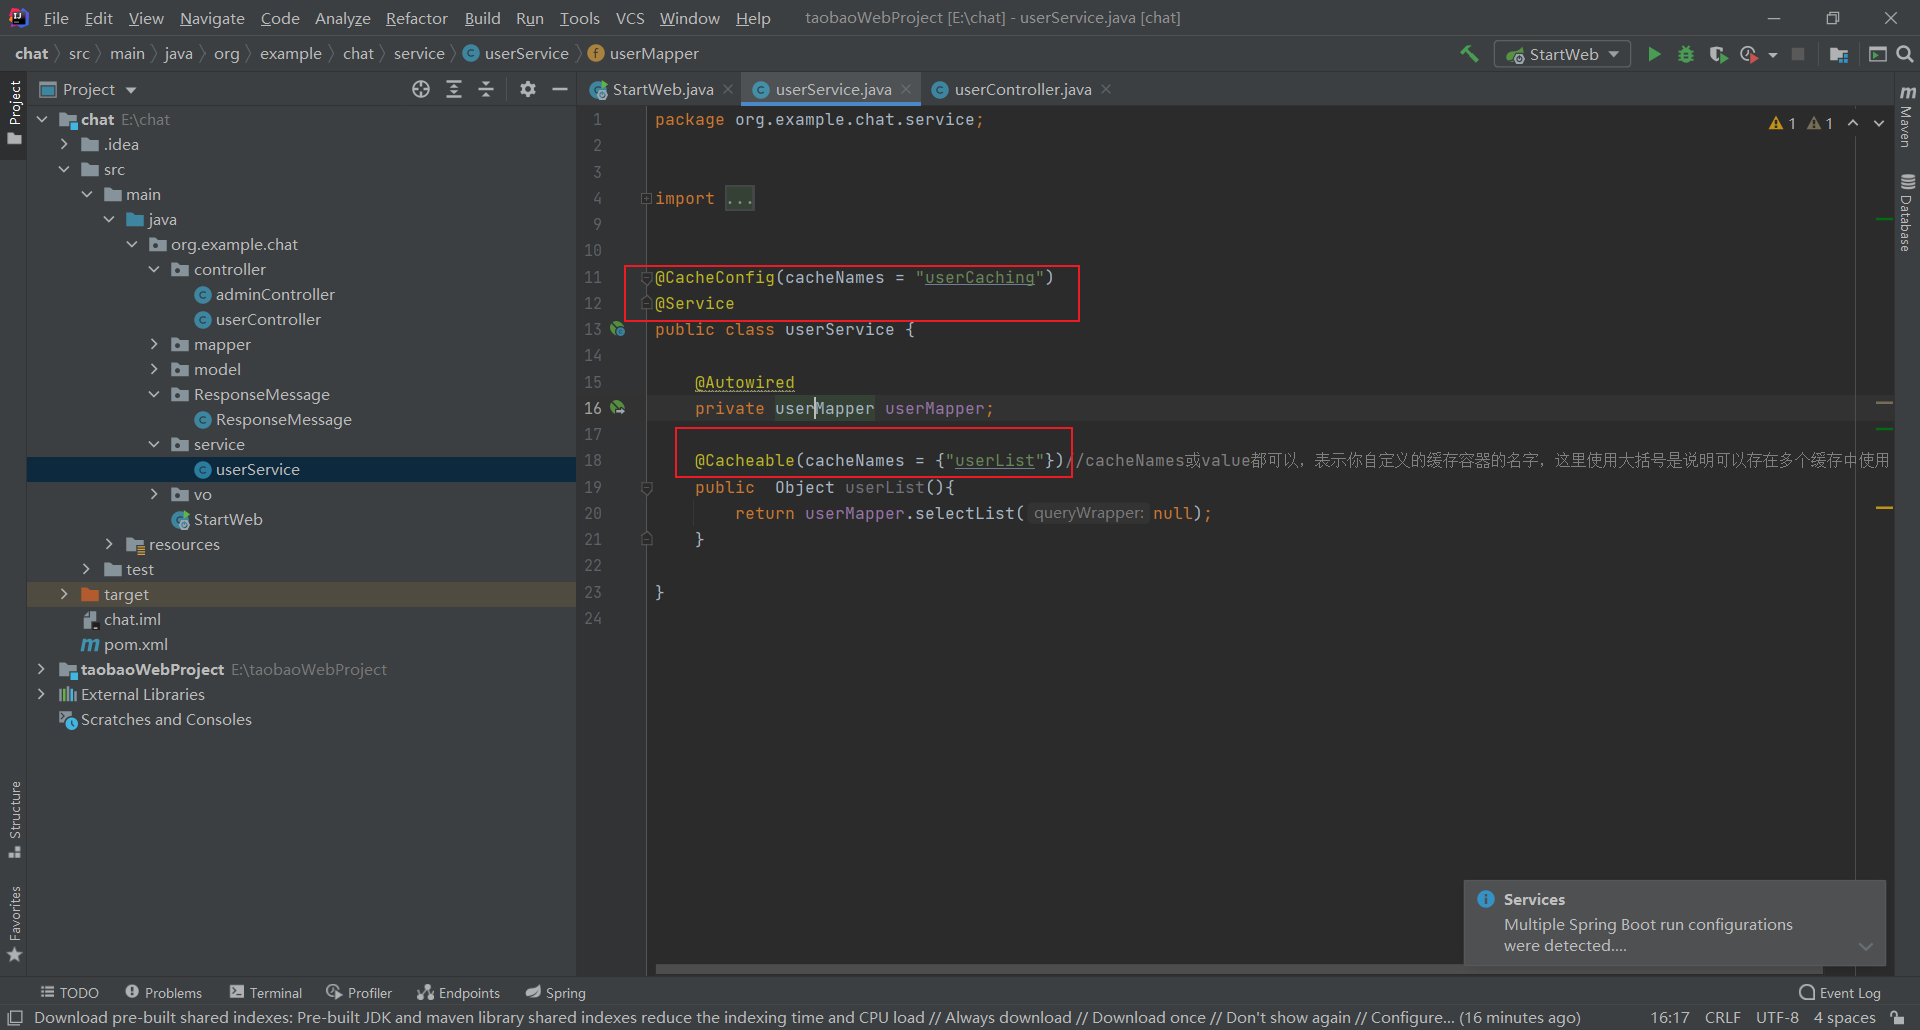 File Edit View Navigate Code Analyze Refactor Build Run Tools VCS Window Help taobaoWebProject [E:\chat] - userService.java [chat]
chat src main java org example chat service userService userMapper StartWeb
Project StartWeb.java userService.java userController.java
chat E:\chat
.idea
src
main
java
org.example.chat
controller
adminController
userController
mapper
model
ResponseMessage
ResponseMessage
service
userService
vo
StartWeb
resources
test
target
chat.iml
pom.xml
taobaoWebProject E:\taobaoWebProject
External Libraries
Scratches and Consoles
Project
Structure
Favorites
1 package org.example.chat.service;
2
3
4 import ...
9
10
11 @CacheConfig(cacheNames = "userCaching")
12 @Service
13 public class userService {
14
15 @Autowired
16 private userMapper userMapper;
17
18 @Cacheable(cacheNames = {"userList"})//cacheNames或value都可以，表示你自定义的缓存容器的名字，这里使用大括号是说明可以存在多个缓存中使用
19 public Object userList(){
20 return userMapper.selectList( queryWrapper: null);
21 }
22
23 }
24
1 1
Maven
Database
Services
Multiple Spring Boot run configurations
were detected....
TODO Problems Terminal Profiler Endpoints Spring Event Log
Download pre-built shared indexes: Pre-built JDK and maven library shared indexes reduce the indexing time and CPU load // Always download // Download once // Don't show again // Configure... (16 minutes ago) 16:17 CRLF UTF-8 4 spaces